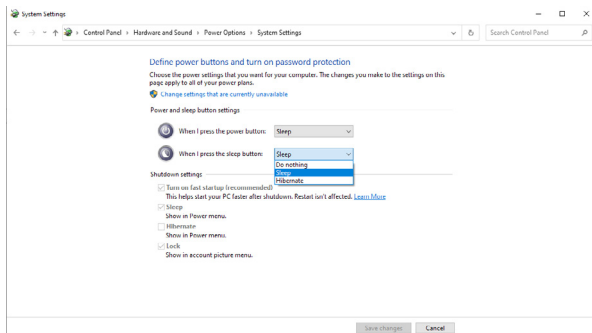 System Settings
Control Panel > Hardware and Sound > Power Options > System Settings
Search Control Panel
Define power buttons and turn on password protection
Choose the power settings that you want for your computer. The changes you make to the settings on this
page apply to all of your power plans.
Change settings that are currently unavailable
Power and sleep button settings
When I press the power button: Sleep
When I press the sleep button: Sleep
Do nothing
Sleep
Hibernate
Shutdown settings
Turn on fast startup (recommended)
This helps start your PC faster after shutdown. Restart isn't affected. Learn More
Sleep
Show in Power menu.
Hibernate
Show in Power menu.
Lock
Show in account picture menu.
Save changes Cancel